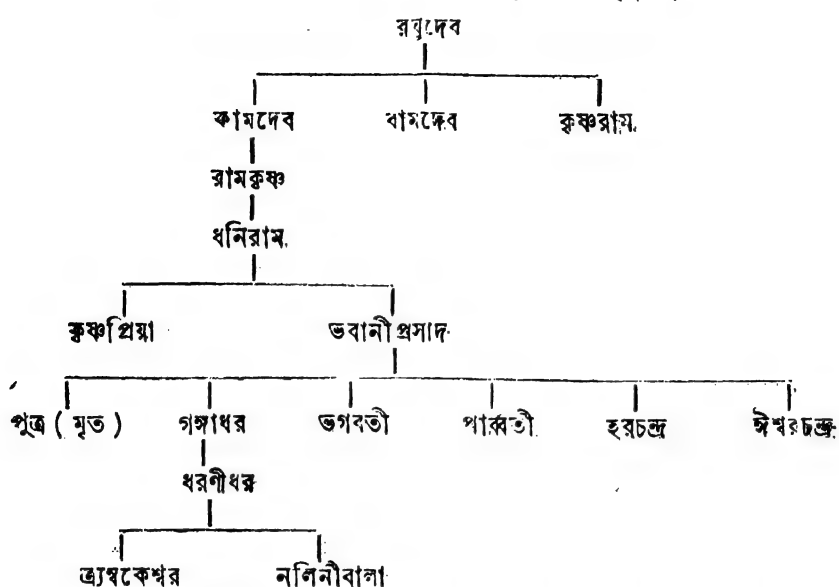 রঘুদেব
কামদেব বামদেব কৃষ্ণরাম
রামকৃষ্ণ
ধনিরাম
কৃষ্ণপ্রিয়া ভবানীপ্রসাদ
পুত্র ( মৃত ) গঙ্গাধর ভগবতী পার্ব্বতী হরচন্দ্র ঈশ্বরচন্দ্র
ধরণীধর
ত্র্যম্বকেশ্বর নলিনীবালা